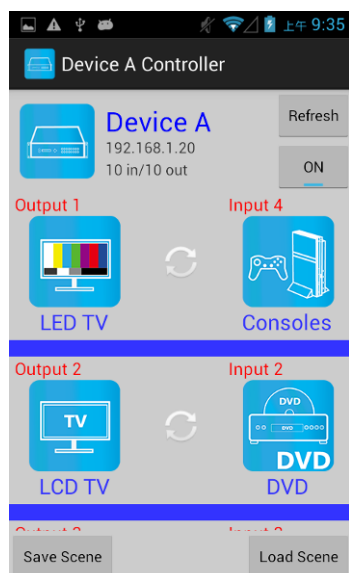 上午 9:35
Device A Controller
Device A
192.168.1.20
10 in/10 out
Refresh
ON
Output 1
Input 4
LED TV
Consoles
Output 2
Input 2
TV
DVD
DVD
DVD
LCD TV
DVD
Save Scene
Load Scene